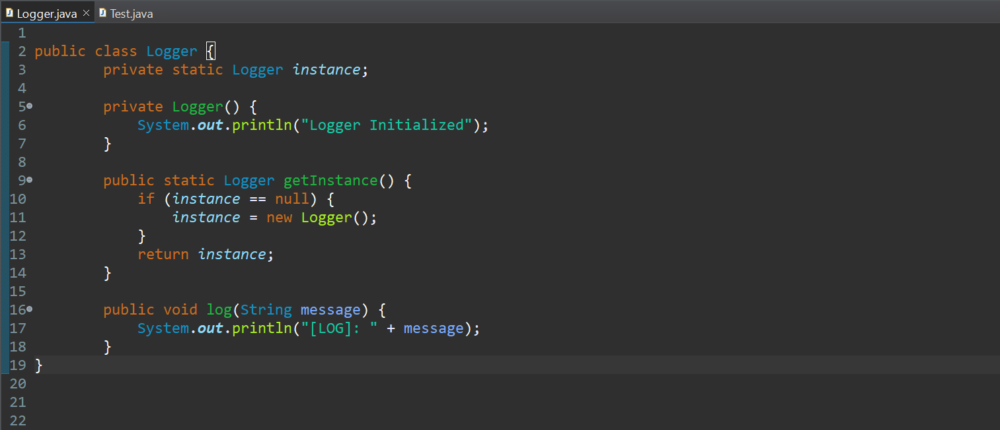 Logger.java × Test.java
1
2 public class Logger {
3 private static Logger instance;
4
5 private Logger() {
6 System.out.println("Logger Initialized");
7 }
8
9 public static Logger getInstance() {
10 if (instance == null) {
11 instance = new Logger();
12 }
13 return instance;
14 }
15
16 public void log(String message) {
17 System.out.println("[LOG]: " + message);
18 }
19 }
20
21
22